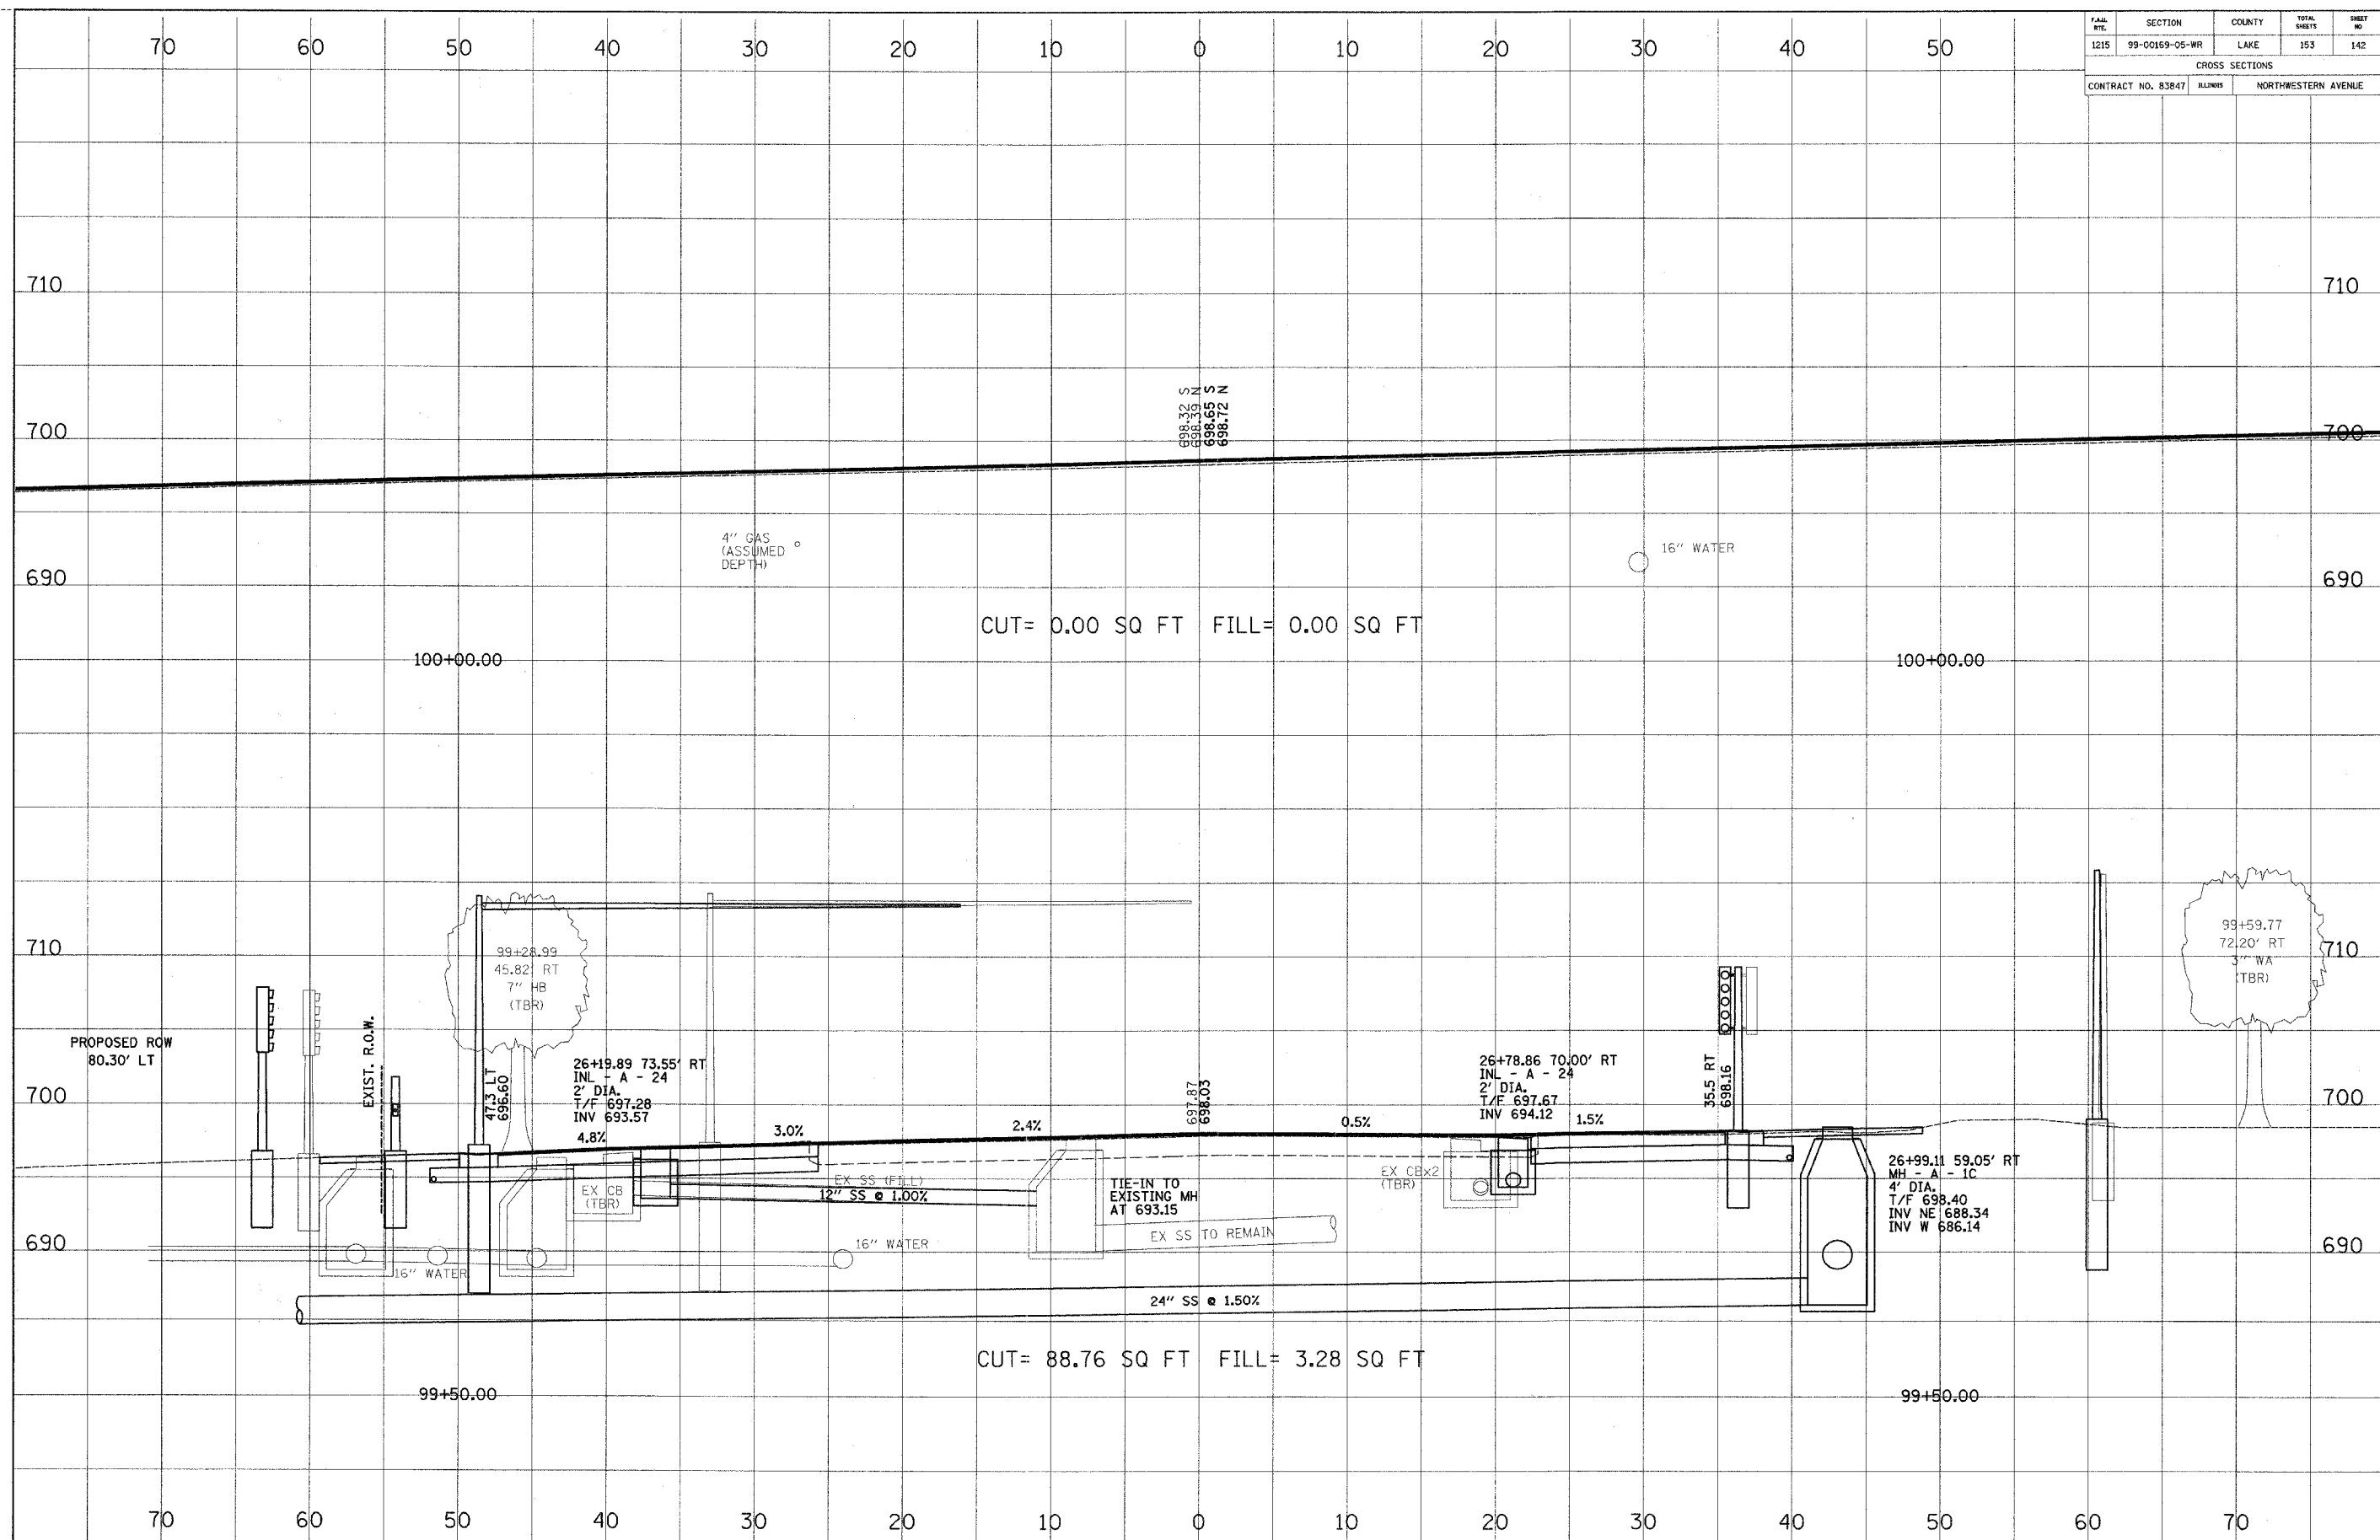 F.A.U. RTE. SECTION COUNTY TOTAL SHEETS SHEET NO
1215 99-00169-05-WR LAKE 153 142
CROSS SECTIONS
CONTRACT NO. 83847 ILLINOIS NORTHWESTERN AVENUE
70 60 50 40 30 20 10 0 10 20 30 40 50
710 710
698.32 S
698.39 N
698.65 S
698.72 N
700 700
4" GAS
(ASSUMED
DEPTH)
16" WATER
690 690
CUT= 0.00 SQ FT FILL= 0.00 SQ FT
100+00.00 100+00.00
710 710
99+28.99
45.82' RT
7" HB
(TBR)
99+59.77
72.20' RT
3" WA
(TBR)
PROPOSED ROW
80.30' LT
EXIST. R.O.W.
47.3 LT
696.60
26+19.89 73.55' RT
INL - A - 24
2' DIA.
T/F 697.28
INV 693.57
697.87
698.03
26+78.86 70.00' RT
INL - A - 24
2' DIA.
T/F 697.67
INV 694.12
35.5 RT
698.16
700 700
4.8% 3.0% 2.4% 0.5% 1.5%
EX CB
(TBR)
EX SS (FILL)
12" SS @ 1.00%
TIE-IN TO
EXISTING MH
AT 693.15
EX CBx2
(TBR)
26+99.11 59.05' RT
MH - A - 1C
4' DIA.
T/F 698.40
INV NE 688.34
INV W 686.14
EX SS TO REMAIN
16" WATER
16" WATER
690 690
24" SS @ 1.50%
CUT= 88.76 SQ FT FILL= 3.28 SQ FT
99+50.00 99+50.00
70 60 50 40 30 20 10 0 10 20 30 40 50 60 70